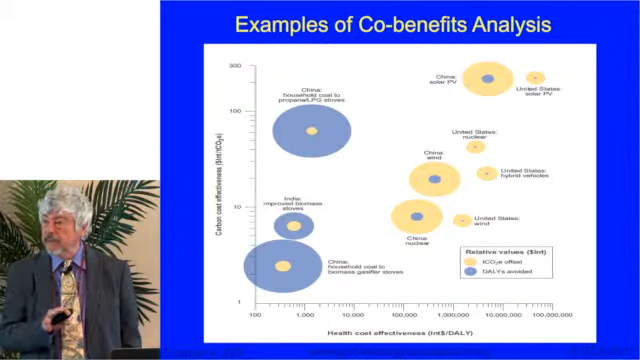 Examples of Co-benefits Analysis
300
100
10
1
Carbon cost effectiveness ($Int/tCO2e)
China:
household coal to
propane/LPG stoves
China:
solar PV
United States:
solar PV
United States:
nuclear
China:
wind
United States:
hybrid vehicles
India:
improved biomass
stoves
China:
nuclear
United States:
wind
China:
household coal to
biomass gasifier stoves
Relative values ($Int)
tCO2e offset
DALYs avoided
100
1,000
10,000
100,000
1,000,000
10,000,000
100,000,000
Health cost effectiveness (Int$/DALY)